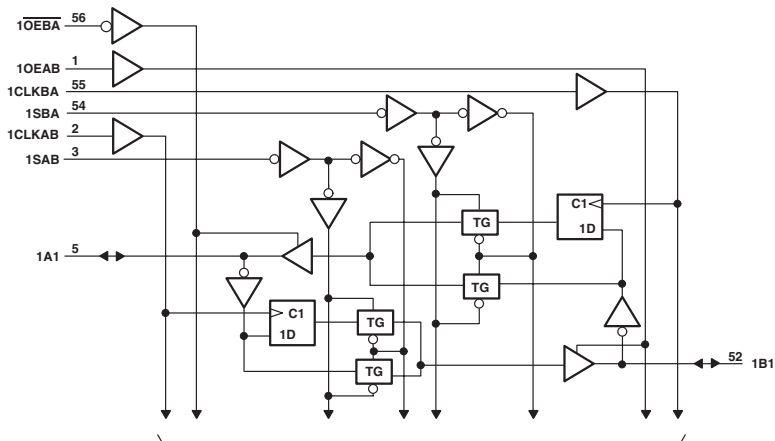 1OEBA 56
1OEAB 1
1CLKBA 55
1SBA 54
1CLKAB 2
1SAB 3
TG
C1
1D
1A1 5
TG
C1
1D
TG
TG
52 1B1